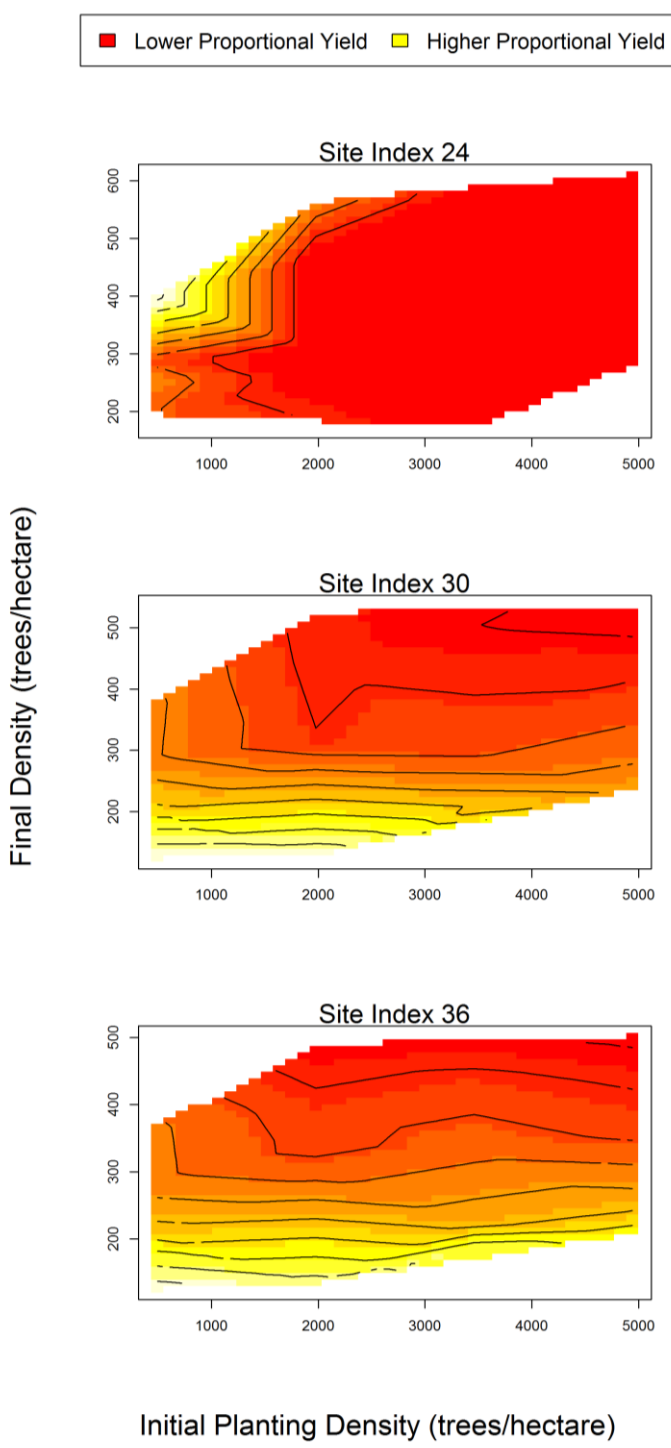 Lower Proportional Yield Higher Proportional Yield
Site Index 24
600
500
400
300
200
1000 2000 3000 4000 5000
Site Index 30
500
400
300
200
1000 2000 3000 4000 5000
Site Index 36
500
400
300
200
1000 2000 3000 4000 5000
Final Density (trees/hectare)
Initial Planting Density (trees/hectare)